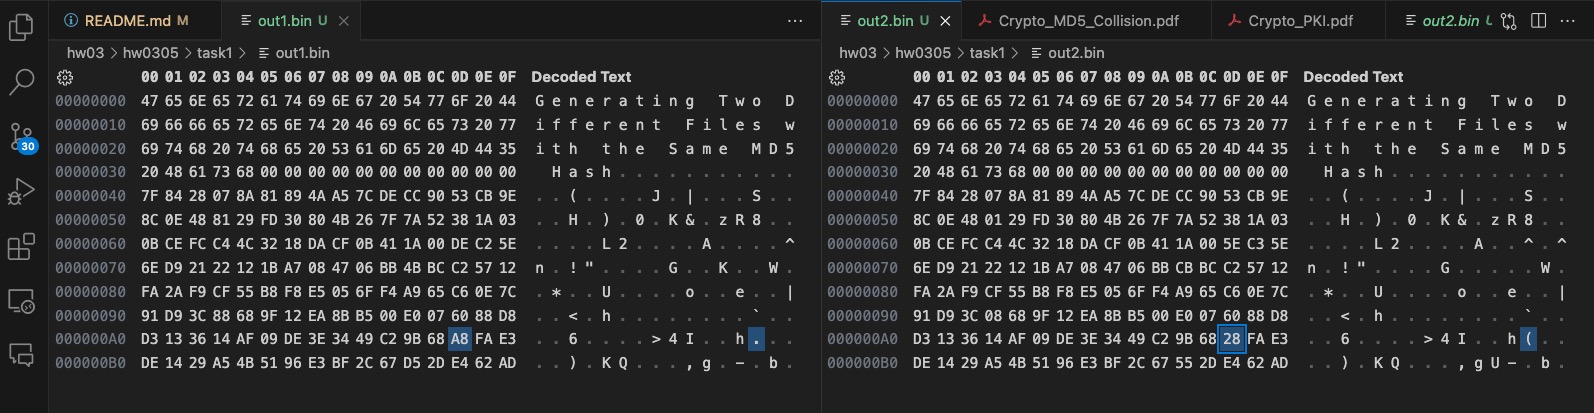 README.md M
out1.bin U
out2.bin U
Crypto_MD5_Collision.pdf
Crypto_PKI.pdf
out2.bin U
hw03 > hw0305 > task1 > out1.bin
hw03 > hw0305 > task1 > out2.bin
30
00 01 02 03 04 05 06 07 08 09 0A 0B 0C 0D 0E 0F Decoded Text
00000000 47 65 6E 65 72 61 74 69 6E 67 20 54 77 6F 20 44 G e n e r a t i n g   T w o   D
00000010 69 66 66 65 72 65 6E 74 20 46 69 6C 65 73 20 77 i f f e r e n t   F i l e s   w
00000020 69 74 68 20 74 68 65 20 53 61 6D 65 20 4D 44 35 i t h   t h e   S a m e   M D 5
00000030 20 48 61 73 68 00 00 00 00 00 00 00 00 00 00 00   H a s h . . . . . . . . . . .
00000040 7F 84 28 07 8A 81 89 4A A5 7C DE CC 90 53 CB 9E . . ( . . . . J . | . . . S . .
00000050 8C 0E 48 81 29 FD 30 80 4B 26 7F 7A 52 38 1A 03 . . H . ) . 0 . K & . z R 8 . .
00000060 0B CE FC C4 4C 32 18 DA CF 0B 41 1A 00 DE C2 5E . . . . L 2 . . . . A . . . . ^
00000070 6E D9 21 22 12 1B A7 08 47 06 BB 4B BC C2 57 12 n . ! " . . . . G . . K . . W .
00000080 FA 2A F9 CF 55 B8 F8 E5 05 6F F4 A9 65 C6 0E 7C . * . . U . . . . o . . e . . |
00000090 91 D9 3C 88 68 9F 12 EA 8B B5 00 E0 07 60 88 D8 . . < . h . . . . . . . . ` . .
000000A0 D3 13 36 14 AF 09 DE 3E 34 49 C2 9B 68 A8 FA E3 . . 6 . . . . > 4 I . . h . . .
000000B0 DE 14 29 A5 4B 51 96 E3 BF 2C 67 D5 2D E4 62 AD . . ) . K Q . . . , g . - . b .
00 01 02 03 04 05 06 07 08 09 0A 0B 0C 0D 0E 0F Decoded Text
00000000 47 65 6E 65 72 61 74 69 6E 67 20 54 77 6F 20 44 G e n e r a t i n g   T w o   D
00000010 69 66 66 65 72 65 6E 74 20 46 69 6C 65 73 20 77 i f f e r e n t   F i l e s   w
00000020 69 74 68 20 74 68 65 20 53 61 6D 65 20 4D 44 35 i t h   t h e   S a m e   M D 5
00000030 20 48 61 73 68 00 00 00 00 00 00 00 00 00 00 00   H a s h . . . . . . . . . . .
00000040 7F 84 28 07 8A 81 89 4A A5 7C DE CC 90 53 CB 9E . . ( . . . . J . | . . . S . .
00000050 8C 0E 48 01 29 FD 30 80 4B 26 7F 7A 52 38 1A 03 . . H . ) . 0 . K & . z R 8 . .
00000060 0B CE FC C4 4C 32 18 DA CF 0B 41 1A 00 5E C3 5E . . . . L 2 . . . . A . . ^ . ^
00000070 6E D9 21 22 12 1B A7 08 47 06 BB CB BC C2 57 12 n . ! " . . . . G . . . . . W .
00000080 FA 2A F9 CF 55 B8 F8 E5 05 6F F4 A9 65 C6 0E 7C . * . . U . . . . o . . e . . |
00000090 91 D9 3C 08 68 9F 12 EA 8B B5 00 E0 07 60 88 D8 . . < . h . . . . . . . . ` . .
000000A0 D3 13 36 14 AF 09 DE 3E 34 49 C2 9B 68 28 FA E3 . . 6 . . . . > 4 I . . h ( . .
000000B0 DE 14 29 A5 4B 51 96 E3 BF 2C 67 55 2D E4 62 AD . . ) . K Q . . . , g U - . b .